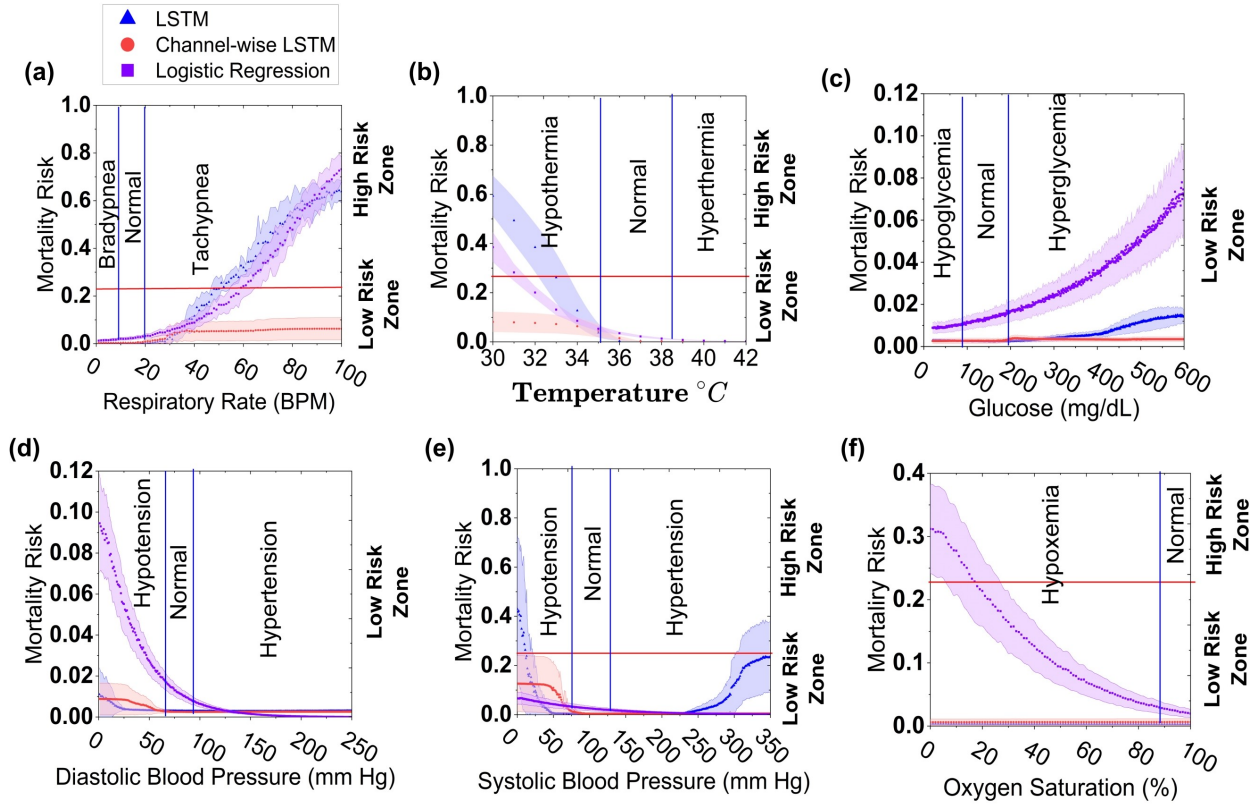 LSTM
Channel-wise LSTM
Logistic Regression
(a)
Mortality Risk
1.0
0.8
0.6
0.4
0.2
0.0
Bradypnea
Normal
Tachypnea
High Risk
Zone
Low Risk
Zone
0 20 40 60 80 100
Respiratory Rate (BPM)
(b)
Mortality Risk
1.0
0.8
0.6
0.4
0.2
0.0
Hypothermia
Normal
Hyperthermia
High Risk
Zone
Low Risk
Zone
30 32 34 36 38 40 42
Temperature °C
(c)
Mortality Risk
0.12
0.10
0.08
0.06
0.04
0.02
0.00
Hypoglycemia
Normal
Hyperglycemia
Low Risk
Zone
0 100 200 300 400 500 600
Glucose (mg/dL)
(d)
Mortality Risk
0.12
0.10
0.08
0.06
0.04
0.02
0.00
Hypotension
Normal
Hypertension
Low Risk
Zone
0 50 100 150 200 250
Diastolic Blood Pressure (mm Hg)
(e)
Mortality Risk
1.0
0.8
0.6
0.4
0.2
0.0
Hypotension
Normal
Hypertension
High Risk
Zone
Low Risk
Zone
0 50 100 150 200 250 300 350
Systolic Blood Pressure (mm Hg)
(f)
Mortaliry Risk
0.4
0.3
0.2
0.1
0.0
Hypoxemia
Normal
High Risk
Zone
Low Risk
Zone
0 20 40 60 80 100
Oxygen Saturation (%)